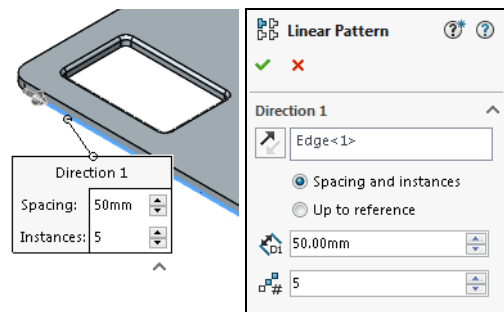 Direction 1
Spacing: 50mm
Instances: 5
Linear Pattern
Direction 1
Edge<1>
Spacing and instances
Up to reference
D1 50.00mm
# 5